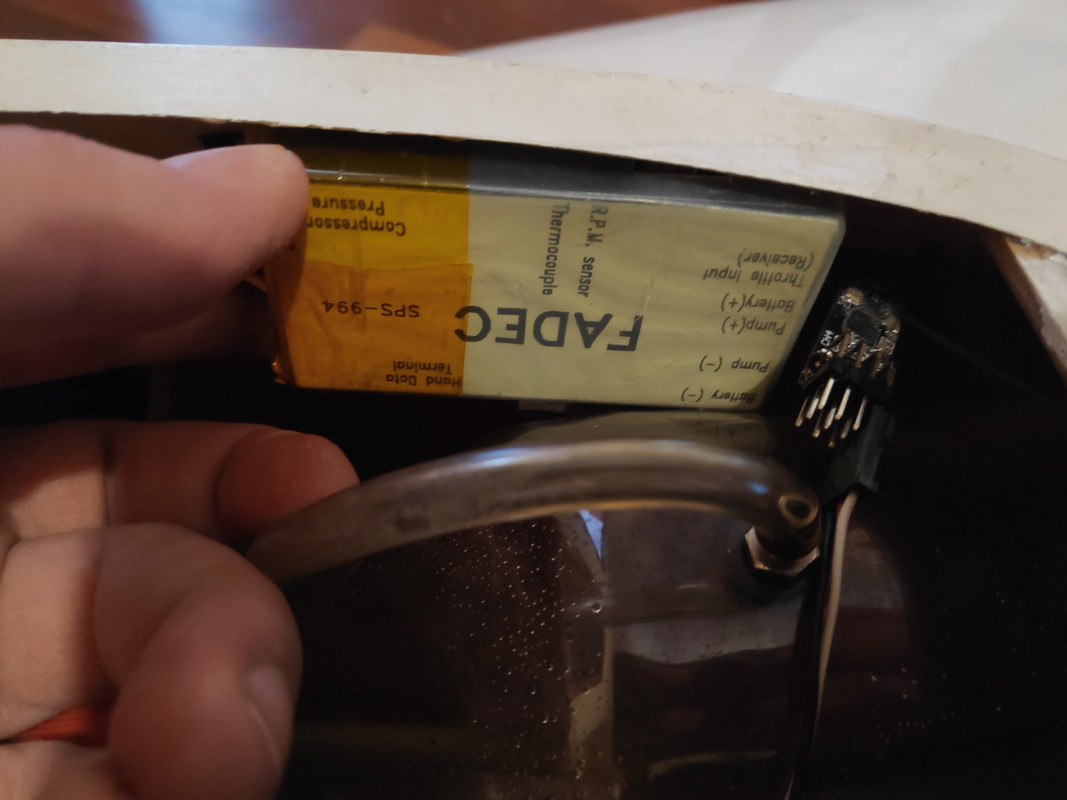 Battery (-)
Pump (-)
Pump(+)
Battery(+)
Throttle Input
(Receiver)
FADEC
R.P.M. sensor
Thermocouple
Hand Data
Terminal
SPS-994
Compressor
Pressure